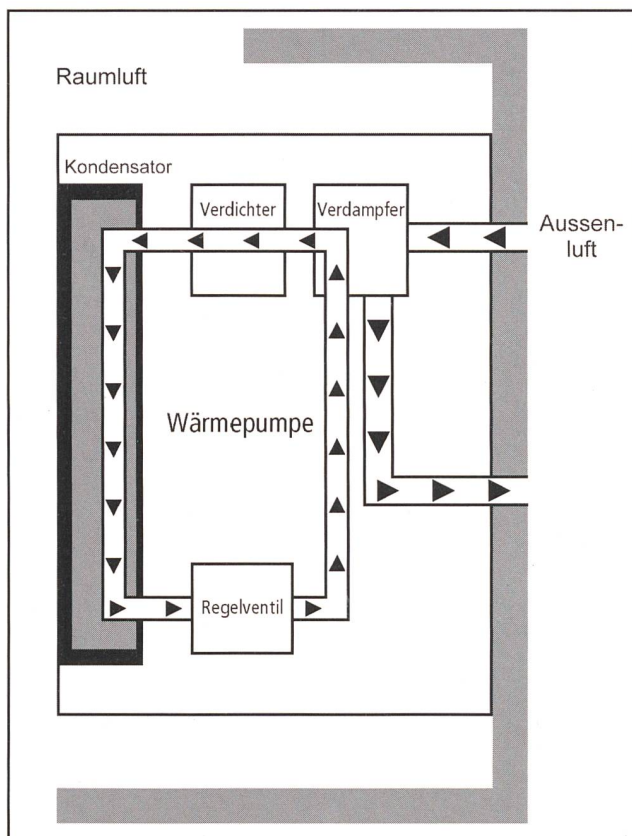 Raumluft
Kondensator
Verdichter
Verdampfer
Aussen-
luft
Wärmepumpe
Regelventil